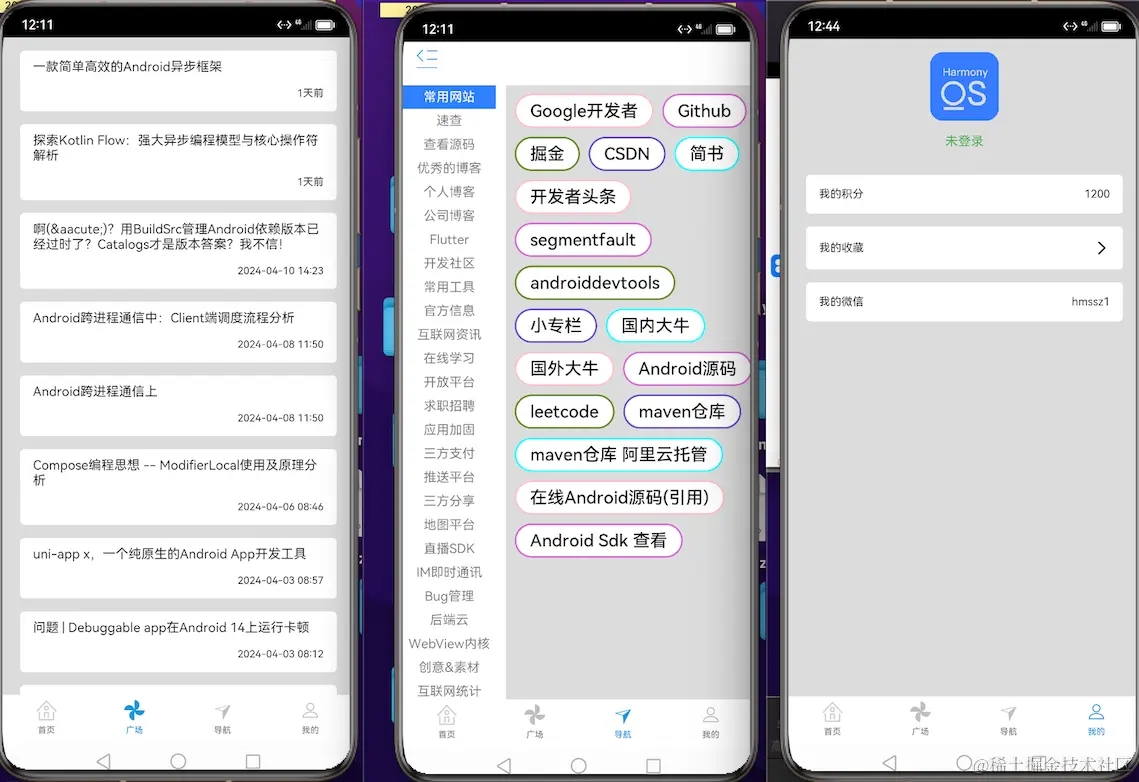 12:11
一款简单高效的Android异步框架
1天前
探索Kotlin Flow：强大异步编程模型与核心操作符
解析
1天前
啊(&aacute;)？用BuildSrc管理Android依赖版本已
经过时了？Catalogs才是版本答案？我不信！
2024-04-10 14:23
Android跨进程通信中：Client端调度流程分析
2024-04-08 11:50
Android跨进程通信上
2024-04-08 11:50
Compose编程思想 -- ModifierLocal使用及原理分
析
2024-04-06 08:46
uni-app x，一个纯原生的Android App开发工具
2024-04-03 08:57
问题 | Debuggable app在Android 14上运行卡顿
2024-04-03 08:12
首页
广场
导航
我的
12:11
常用网站
速查
查看源码
优秀的博客
个人博客
公司博客
Flutter
开发社区
常用工具
官方信息
互联网资讯
在线学习
开放平台
求职招聘
应用加固
三方支付
推送平台
三方分享
地图平台
直播SDK
IM即时通讯
Bug管理
后端云
WebView内核
创意&素材
互联网统计
Google开发者 Github
掘金 CSDN 简书
开发者头条
segmentfault
androiddevtools
小专栏 国内大牛
国外大牛 Android源码
leetcode maven仓库
maven仓库 阿里云托管
在线Android源码(引用)
Android Sdk 查看
首页
广场
导航
我的
12:44
Harmony
OS
未登录
我的积分 1200
我的收藏
我的微信 hmssz1
首页
广场
导航
我的
@稀土掘金技术社区